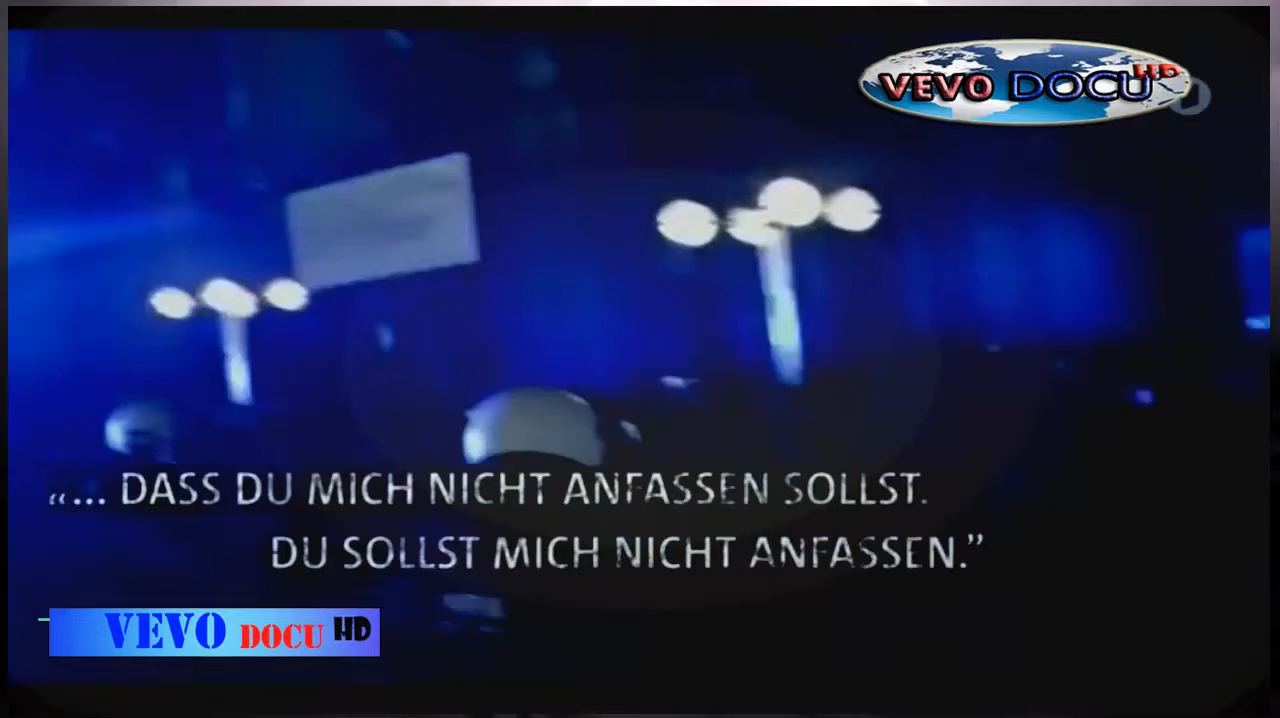 VEVO DOCU HD
„... DASS DU MICH NICHT ANFASSEN SOLLST.
DU SOLLST MICH NICHT ANFASSEN.”
VEVO DOCU HD